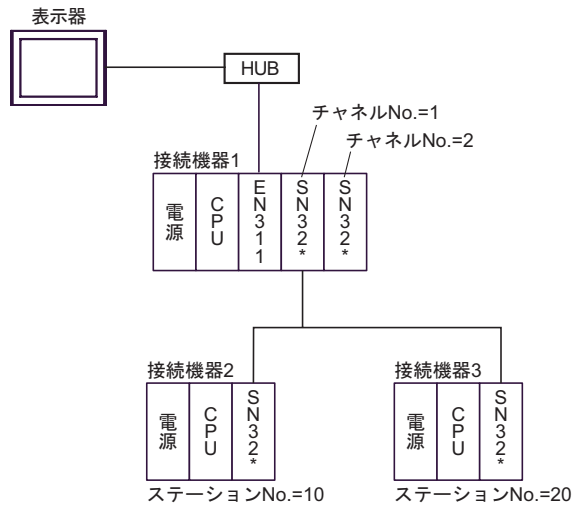 表示器
HUB
チャネルNo.=1
チャネルNo.=2
接続機器1
電源
CPU
EN311
SN32*
SN32*
接続機器2
電源
CPU
SN32*
ステーションNo.=10
接続機器3
電源
CPU
SN32*
ステーションNo.=20